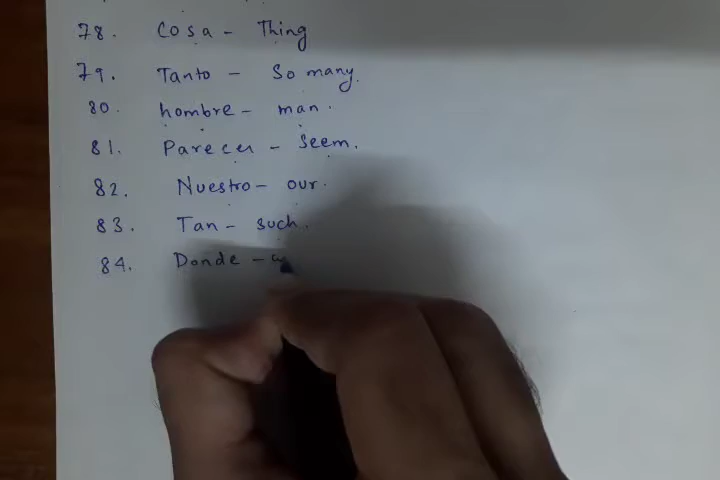 78. Cosa - Thing
79. Tanto - So many.
80. hombre - man.
81. Parecer - Seem.
82. Nuestro - our.
83. Tan - such.
84. Donde - w